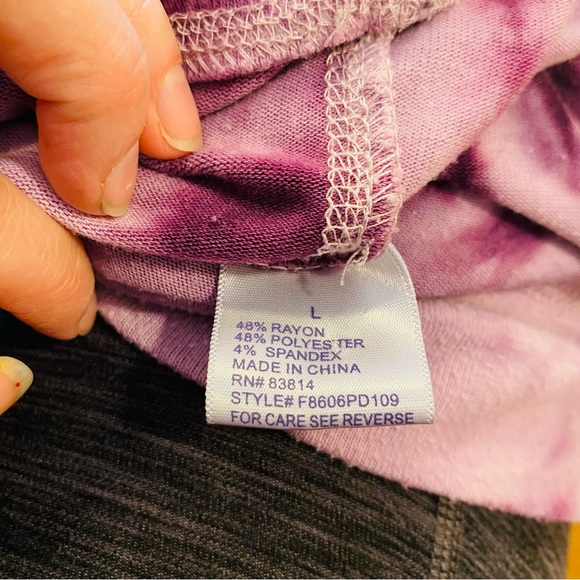 L
48% RAYON
48% POLYESTER
4% SPANDEX
MADE IN CHINA
RN# 83814
STYLE# F8606PD109
FOR CARE SEE REVERSE